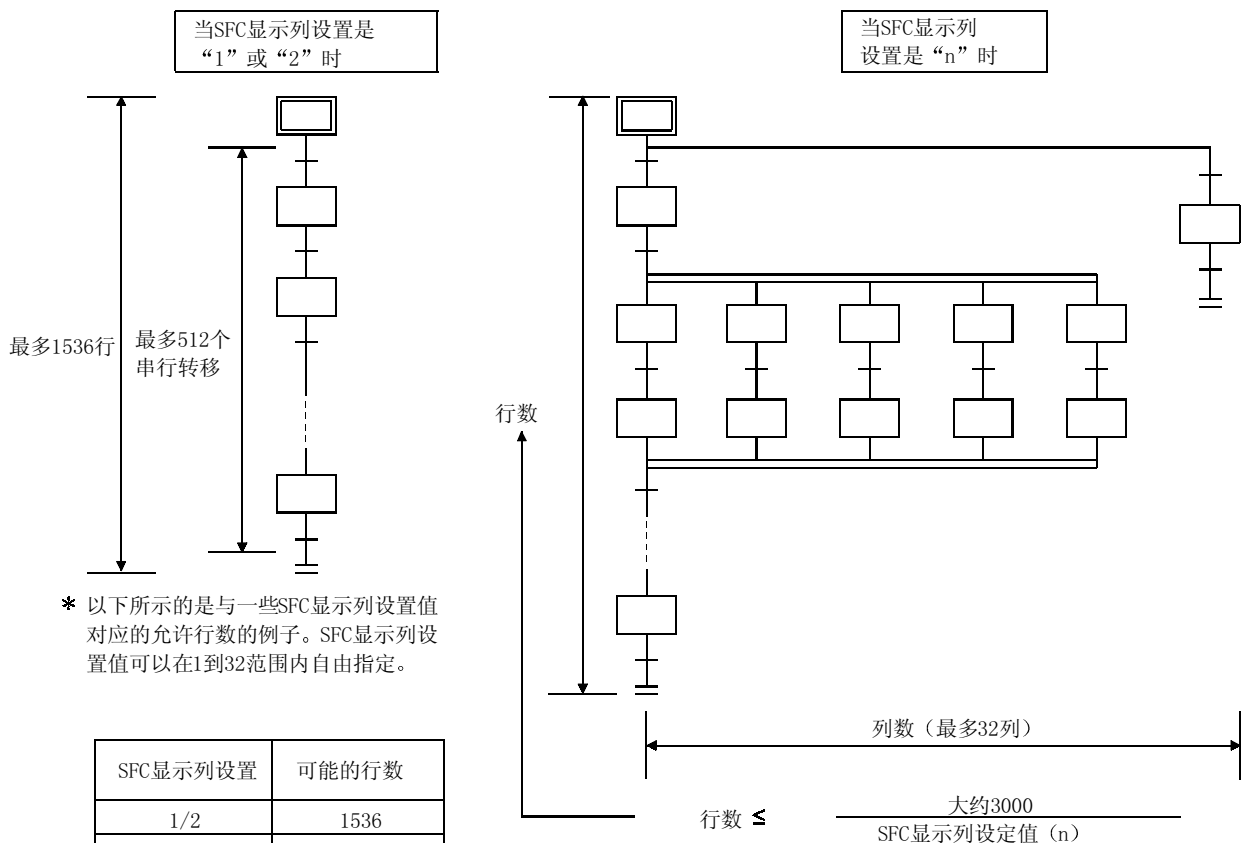 当SFC显示列设置是
“1”或“2”时
最多1536行
最多512个
串行转移
* 以下所示的是与一些SFC显示列设置值
对应的允许行数的例子。SFC显示列设
置值可以在1到32范围内自由指定。
SFC显示列设置 可能的行数
1/2 1536
当SFC显示列
设置是“n”时
行数
列数（最多32列）
行数 ≤ 大约3000
SFC显示列设定值（n）